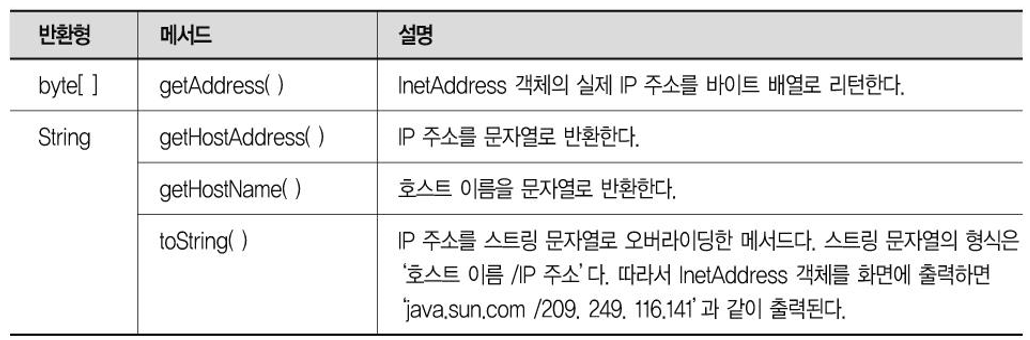 반환형 메서드 설명
byte[ ] getAddress( ) InetAddress 객체의 실제 IP 주소를 바이트 배열로 리턴한다.
String getHostAddress( ) IP 주소를 문자열로 반환한다.
getHostName( ) 호스트 이름을 문자열로 반환한다.
toString( ) IP 주소를 스트링 문자열로 오버라이딩한 메서드다. 스트링 문자열의 형식은
‘호스트 이름 /IP 주소’다. 따라서 InetAddress 객체를 화면에 출력하면
‘java.sun.com /209. 249. 116.141’과 같이 출력된다.